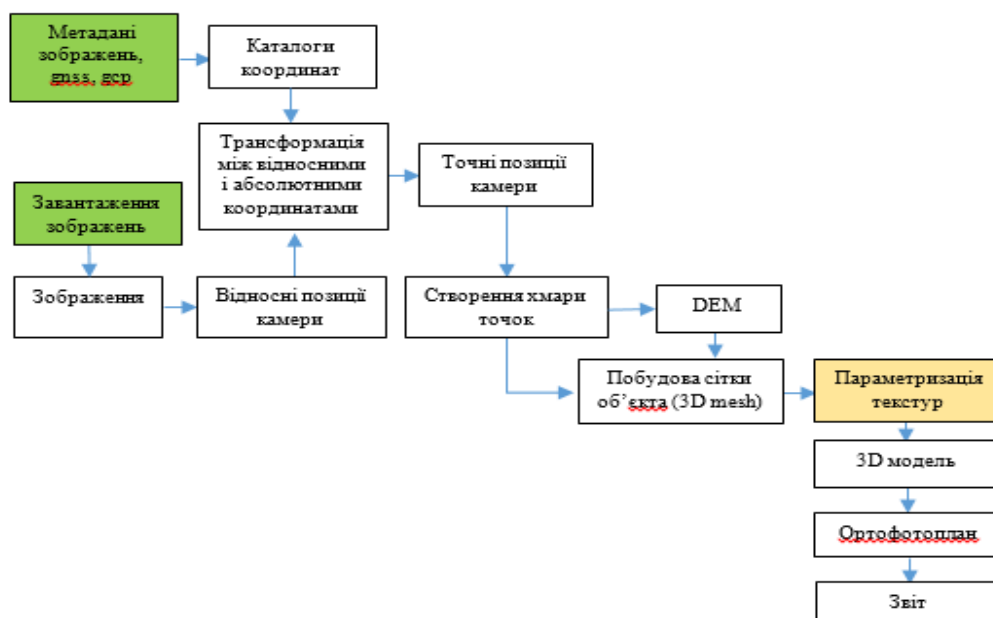 Метадані
зображень,
gnss, gcp
Каталоги
координат
Трансформація
між відносними
і абсолютними
координатами
Точні позиції
камери
Завантаження
зображень
Зображення
Відносні позиції
камери
Створення хмари
точок
DEM
Побудова сітки
об’єкта (3D mesh)
Параметризація
текстур
3D модель
Ортофотоплан
Звіт